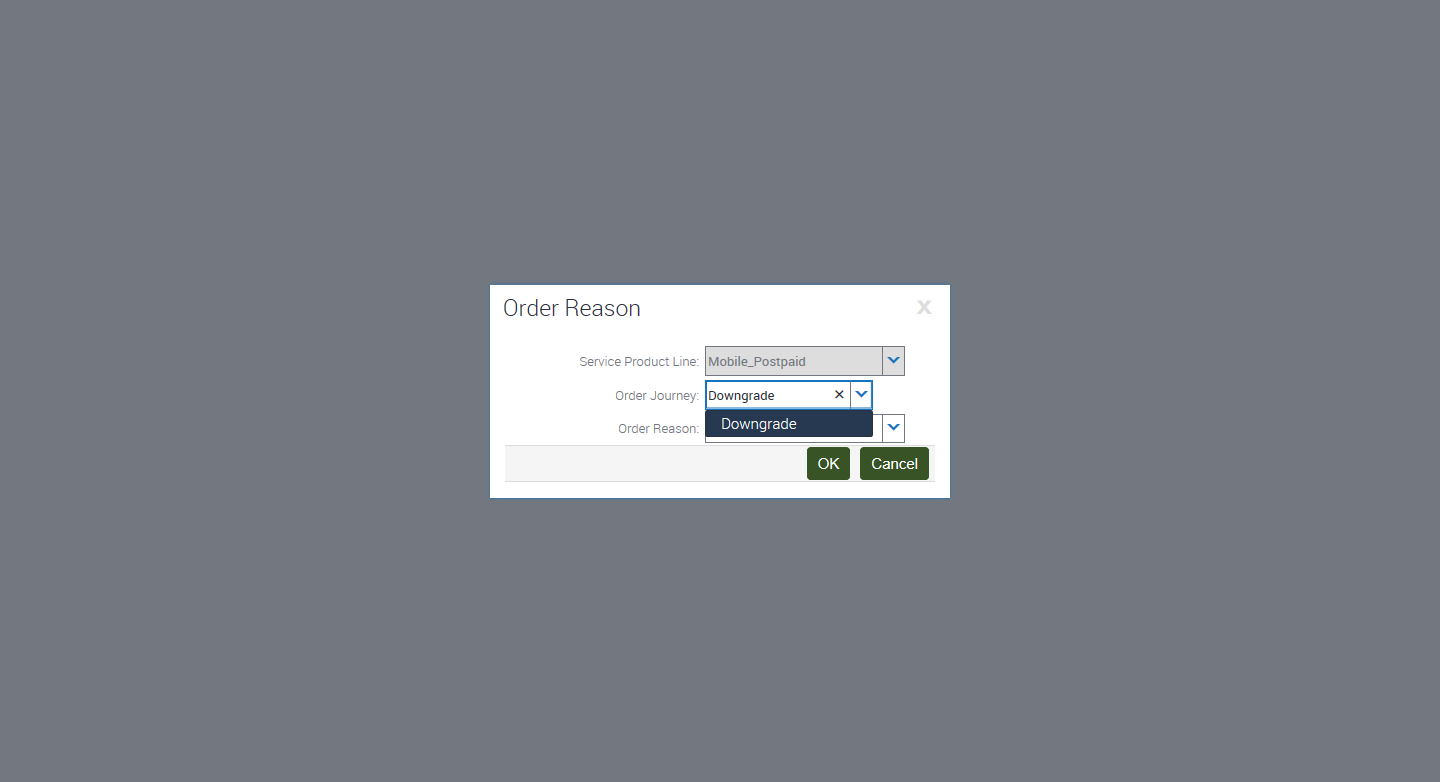 Order Reason
x
Service Product Line: Mobile_Postpaid
Order Journey: Downgrade ×
Downgrade
Order Reason:
OK Cancel